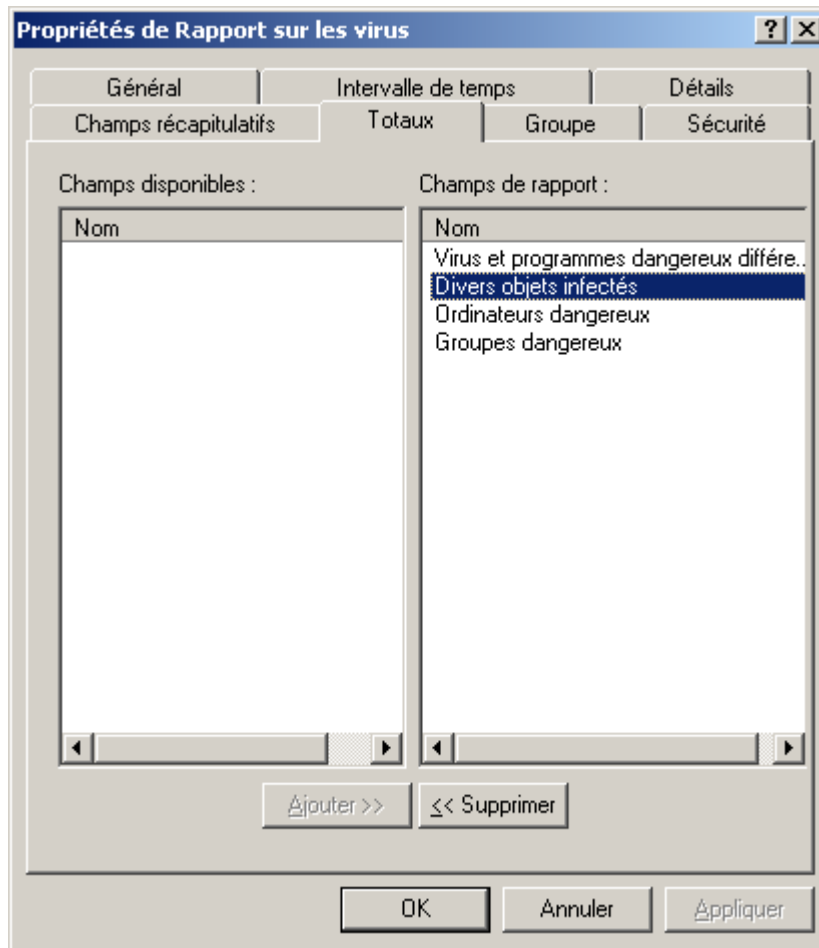 Propriétés de Rapport sur les virus
Général
Intervalle de temps
Détails
Champs récapitulatifs
Totaux
Groupe
Sécurité
Champs disponibles :
Champs de rapport :
Nom
Nom
Virus et programmes dangereux différe..
Divers objets infectés
Ordinateurs dangereux
Groupes dangereux
Ajouter >>
<< Supprimer
OK
Annuler
Appliquer